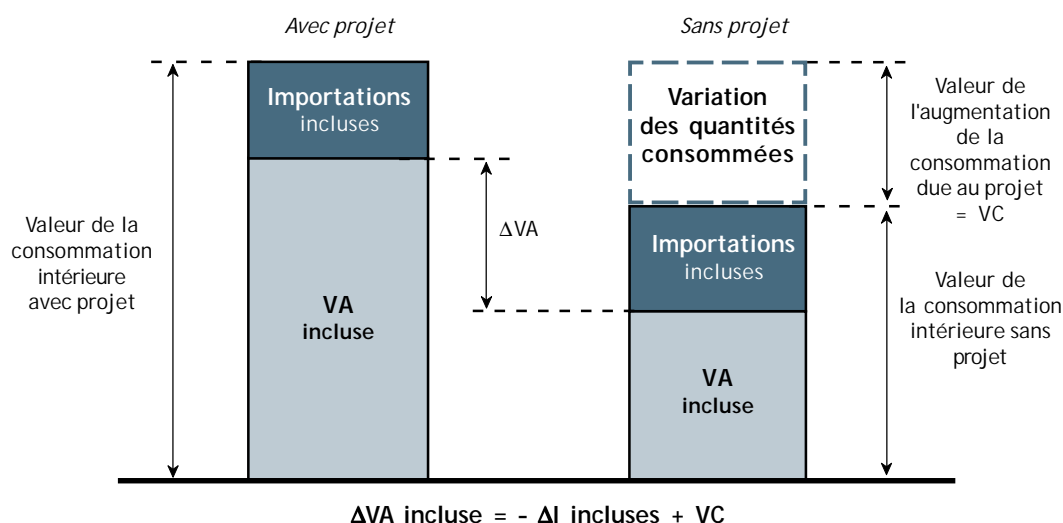 Avec projet
Sans projet
Importations
incluses
Variation
des quantités
consommées
Valeur de
l'augmentation
de la
consommation
due au projet
= VC
Valeur de la
consommation
intérieure
avec projet
ΔVA
Importations
incluses
VA
incluse
Valeur de
la consommation
intérieure sans
projet
VA
incluse
ΔVA incluse = - ΔI incluses + VC